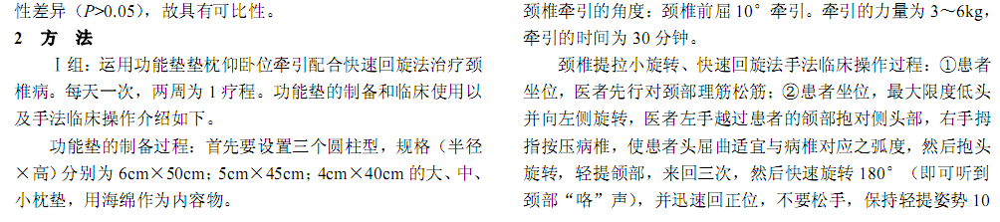 性差异（P>0.05），故具有可比性。
2 方 法
Ⅰ组：运用功能垫垫枕仰卧位牵引配合快速回旋法治疗颈
椎病。每天一次，两周为 1 疗程。功能垫的制备和临床使用以
及手法临床操作介绍如下。
功能垫的制备过程：首先要设置三个圆柱型，规格（半径
×高）分别为 6cm×50cm；5cm×45cm；4cm×40cm 的大、中、
小枕垫，用海绵作为内容物。
颈椎牵引的角度：颈椎前屈 10°牵引。牵引的力量为 3～6kg，
牵引的时间为 30 分钟。
颈椎提拉小旋转、快速回旋法手法临床操作过程：①患者
坐位，医者先行对颈部理筋松筋；②患者坐位，最大限度低头
并向左侧旋转，医者左手越过患者的颌部抱对侧头部，右手拇
指按压病椎，使患者头屈曲适宜与病椎对应之弧度，然后抱头
旋转，轻提颌部，来回三次，然后快速旋转 180°（即可听到
颈部“咯”声），并迅速回正位，不要松手，保持轻提姿势 10